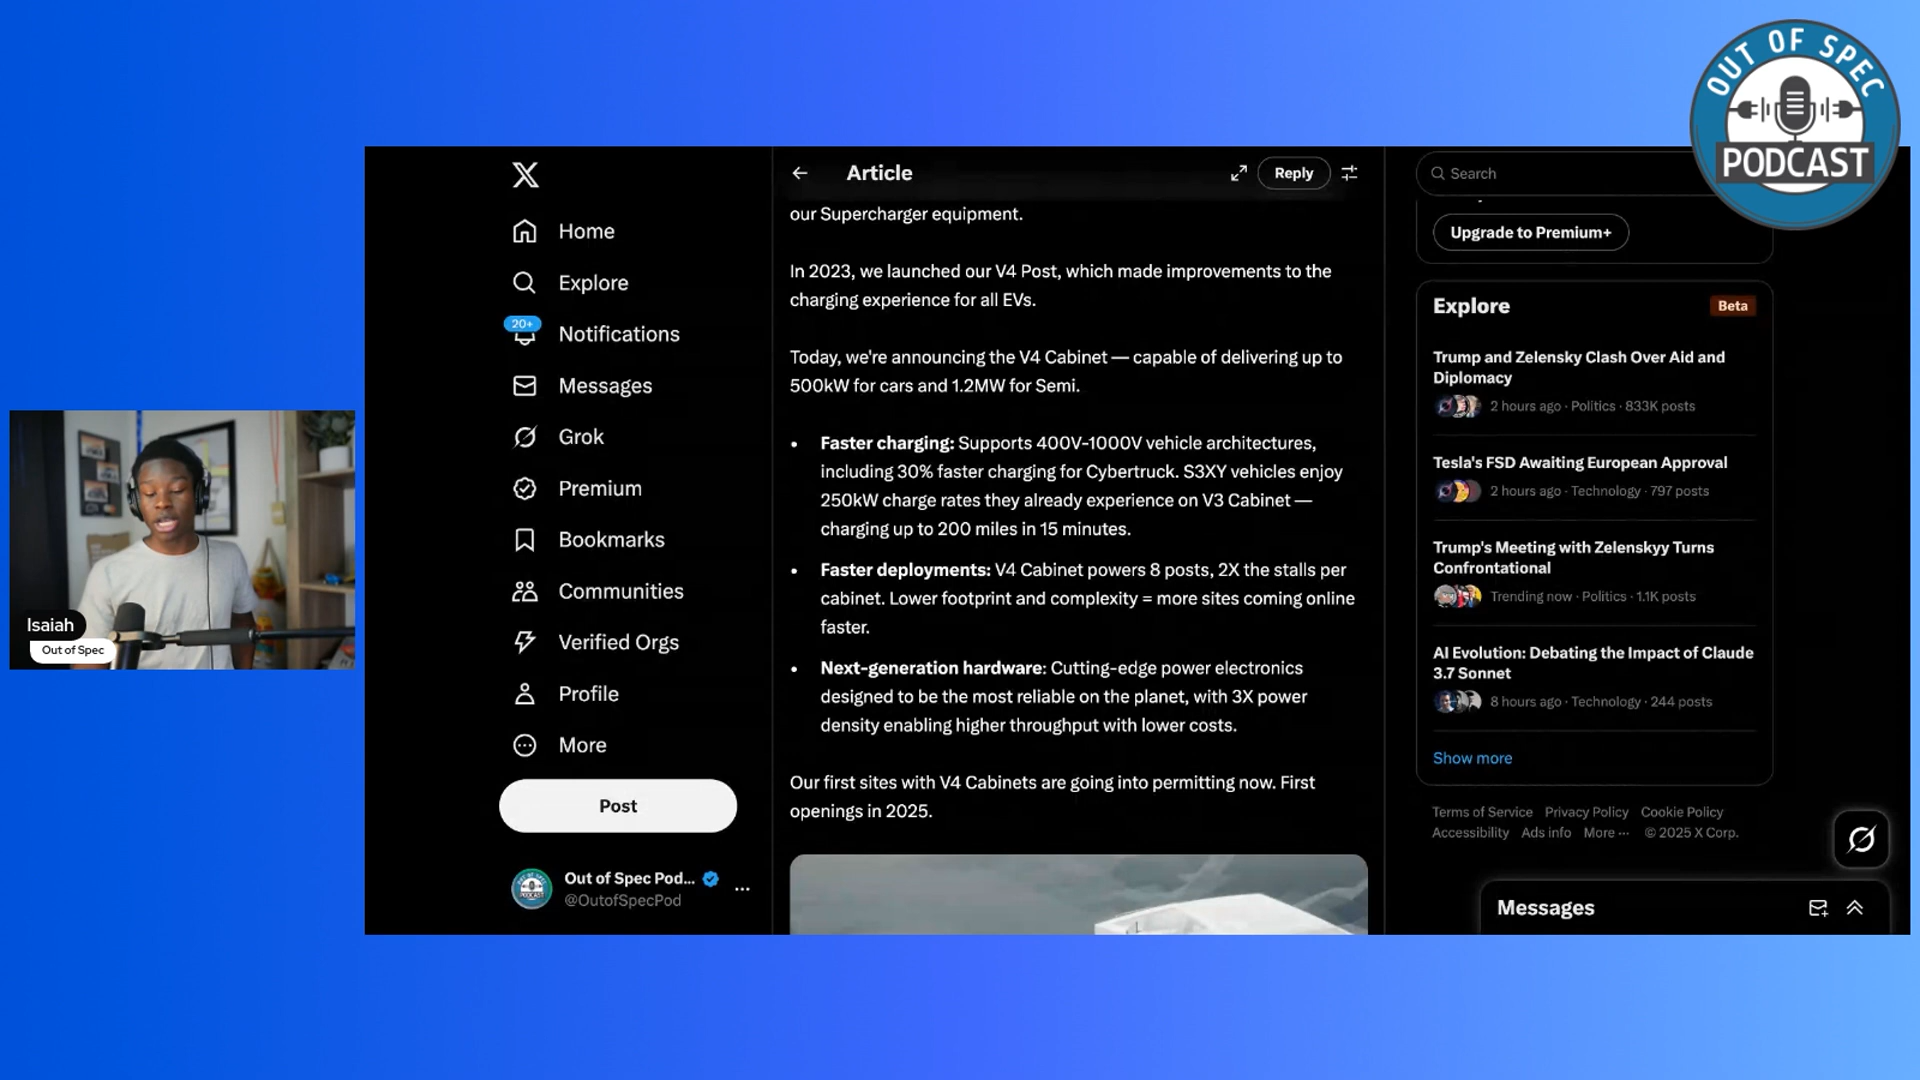 OUT OF SPEC
PODCAST
Isaiah
Out of Spec
Home
Explore
20+
Notifications
Messages
Grok
Premium
Bookmarks
Communities
Verified Orgs
Profile
More
Post
Out of Spec Pod...
@OutofSpecPod
Article
Reply
our Supercharger equipment.
In 2023, we launched our V4 Post, which made improvements to the
charging experience for all EVs.
Today, we're announcing the V4 Cabinet — capable of delivering up to
500kW for cars and 1.2MW for Semi.
• Faster charging: Supports 400V-1000V vehicle architectures,
including 30% faster charging for Cybertruck. S3XY vehicles enjoy
250kW charge rates they already experience on V3 Cabinet —
charging up to 200 miles in 15 minutes.
• Faster deployments: V4 Cabinet powers 8 posts, 2X the stalls per
cabinet. Lower footprint and complexity = more sites coming online
faster.
• Next-generation hardware: Cutting-edge power electronics
designed to be the most reliable on the planet, with 3X power
density enabling higher throughput with lower costs.
Our first sites with V4 Cabinets are going into permitting now. First
openings in 2025.
Search
Upgrade to Premium+
Explore
Beta
Trump and Zelensky Clash Over Aid and
Diplomacy
2 hours ago · Politics · 833K posts
Tesla's FSD Awaiting European Approval
2 hours ago · Technology · 797 posts
Trump's Meeting with Zelenskyy Turns
Confrontational
Trending now · Politics · 1.1K posts
AI Evolution: Debating the Impact of Claude
3.7 Sonnet
8 hours ago · Technology · 244 posts
Show more
Terms of Service Privacy Policy Cookie Policy
Accessibility Ads info More ··· © 2025 X Corp.
Messages